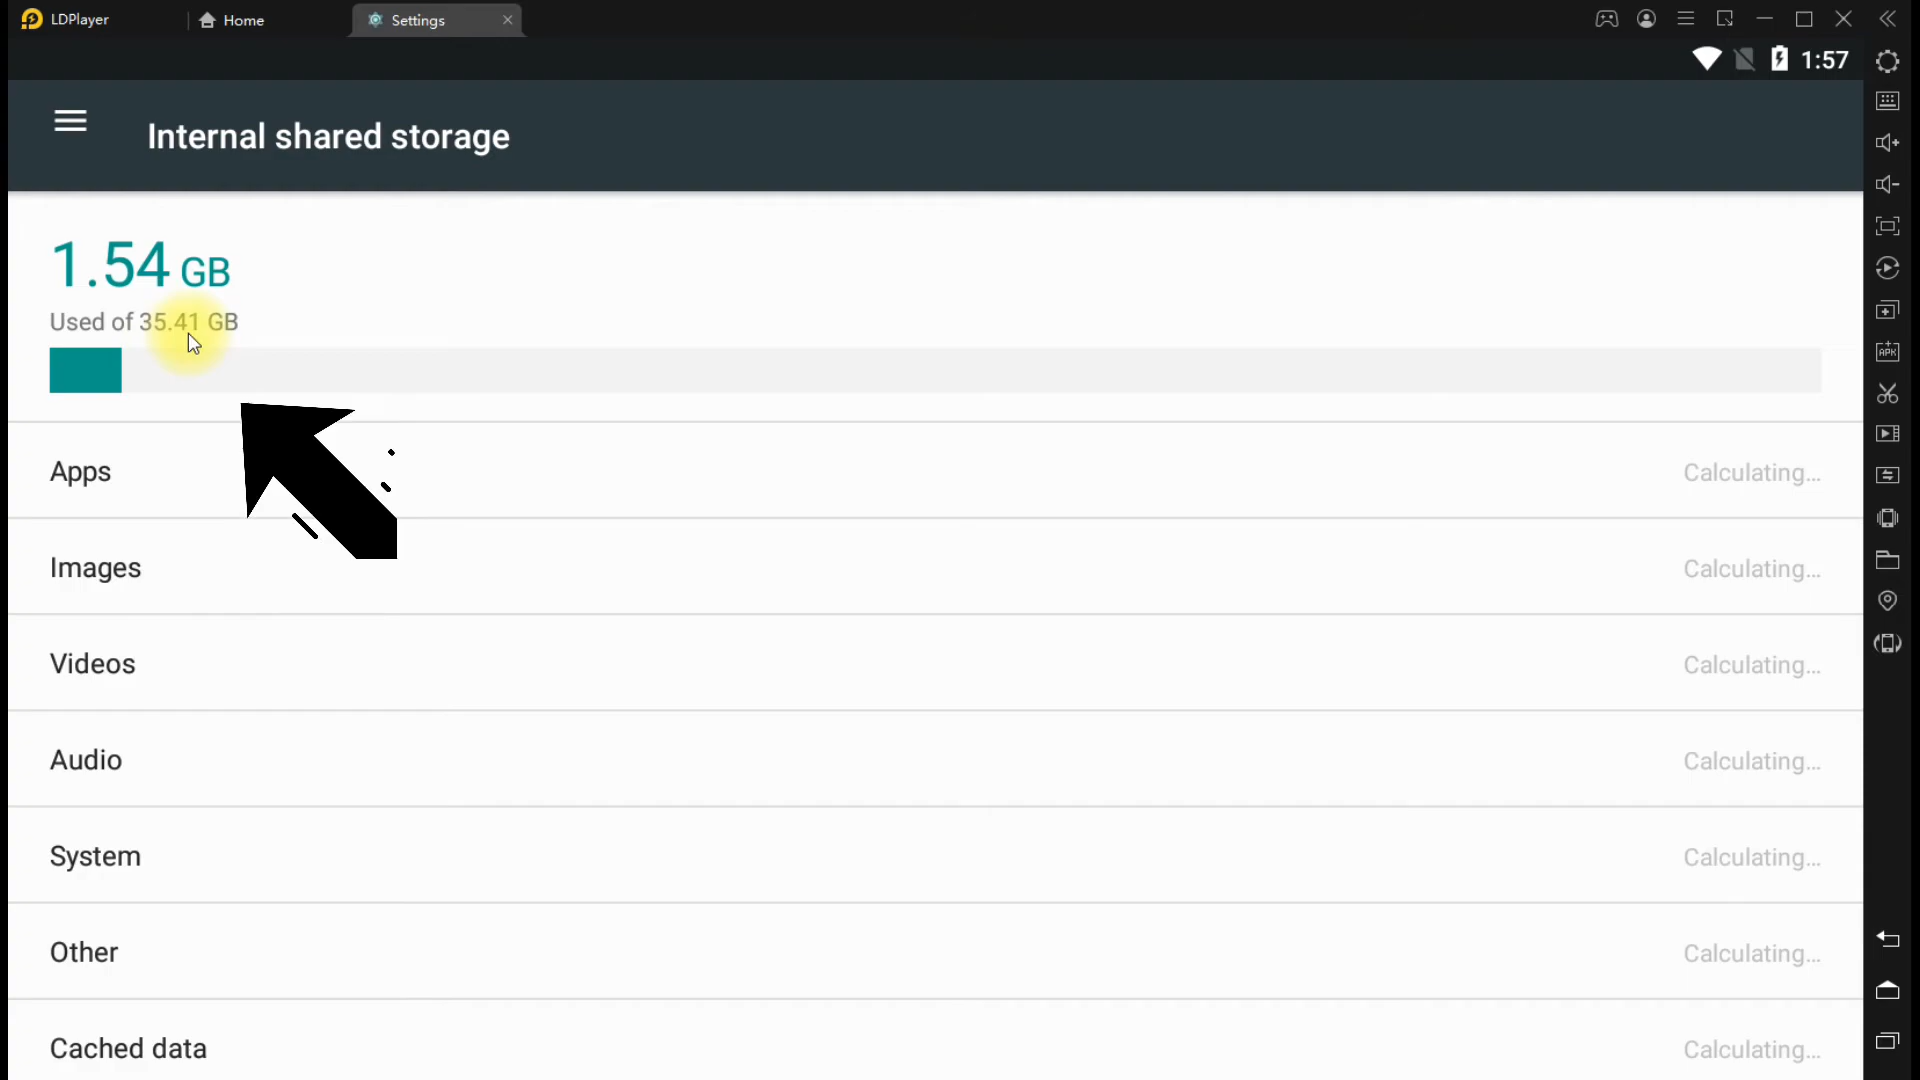 LDPlayer
Home
Settings
1:57
Internal shared storage
1.54 GB
Used of 35.41 GB
Apps
Calculating...
Images
Calculating...
Videos
Calculating...
Audio
Calculating...
System
Calculating...
Other
Calculating...
Cached data
Calculating...
APK